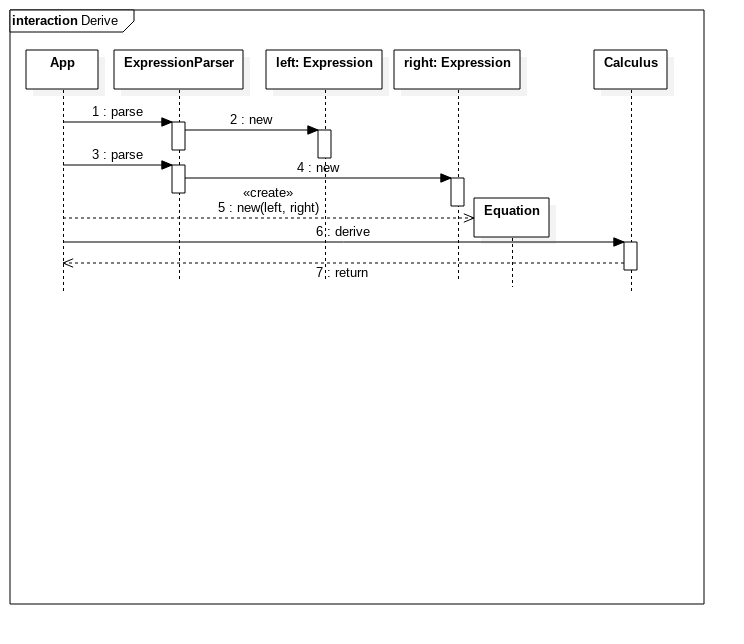 interaction Derive
App
ExpressionParser
left: Expression
right: Expression
Calculus
1 : parse
2 : new
3 : parse
4 : new
«create»
5 : new(left, right)
Equation
6 : derive
7 : return